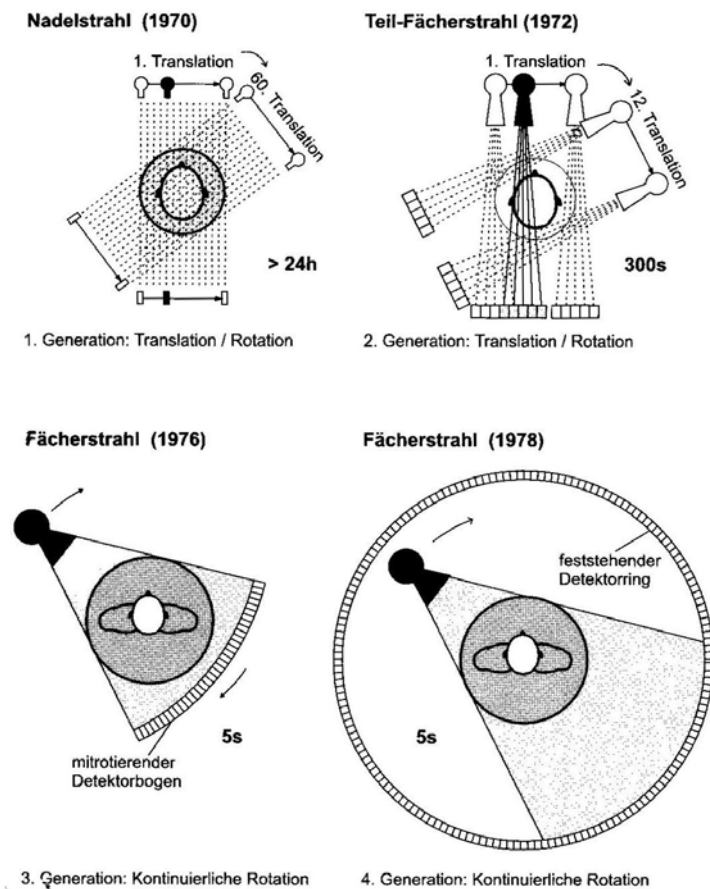 Nadelstrahl (1970)
1. Translation
60. Translation
> 24h
1. Generation: Translation / Rotation
Teil-Fächerstrahl (1972)
1. Translation
12. Translation
300s
2. Generation: Translation / Rotation
Fächerstrahl (1976)
5s
mitrotierender
Detektorbogen
3. Generation: Kontinuierliche Rotation
Fächerstrahl (1978)
feststehender
Detektorring
5s
4. Generation: Kontinuierliche Rotation